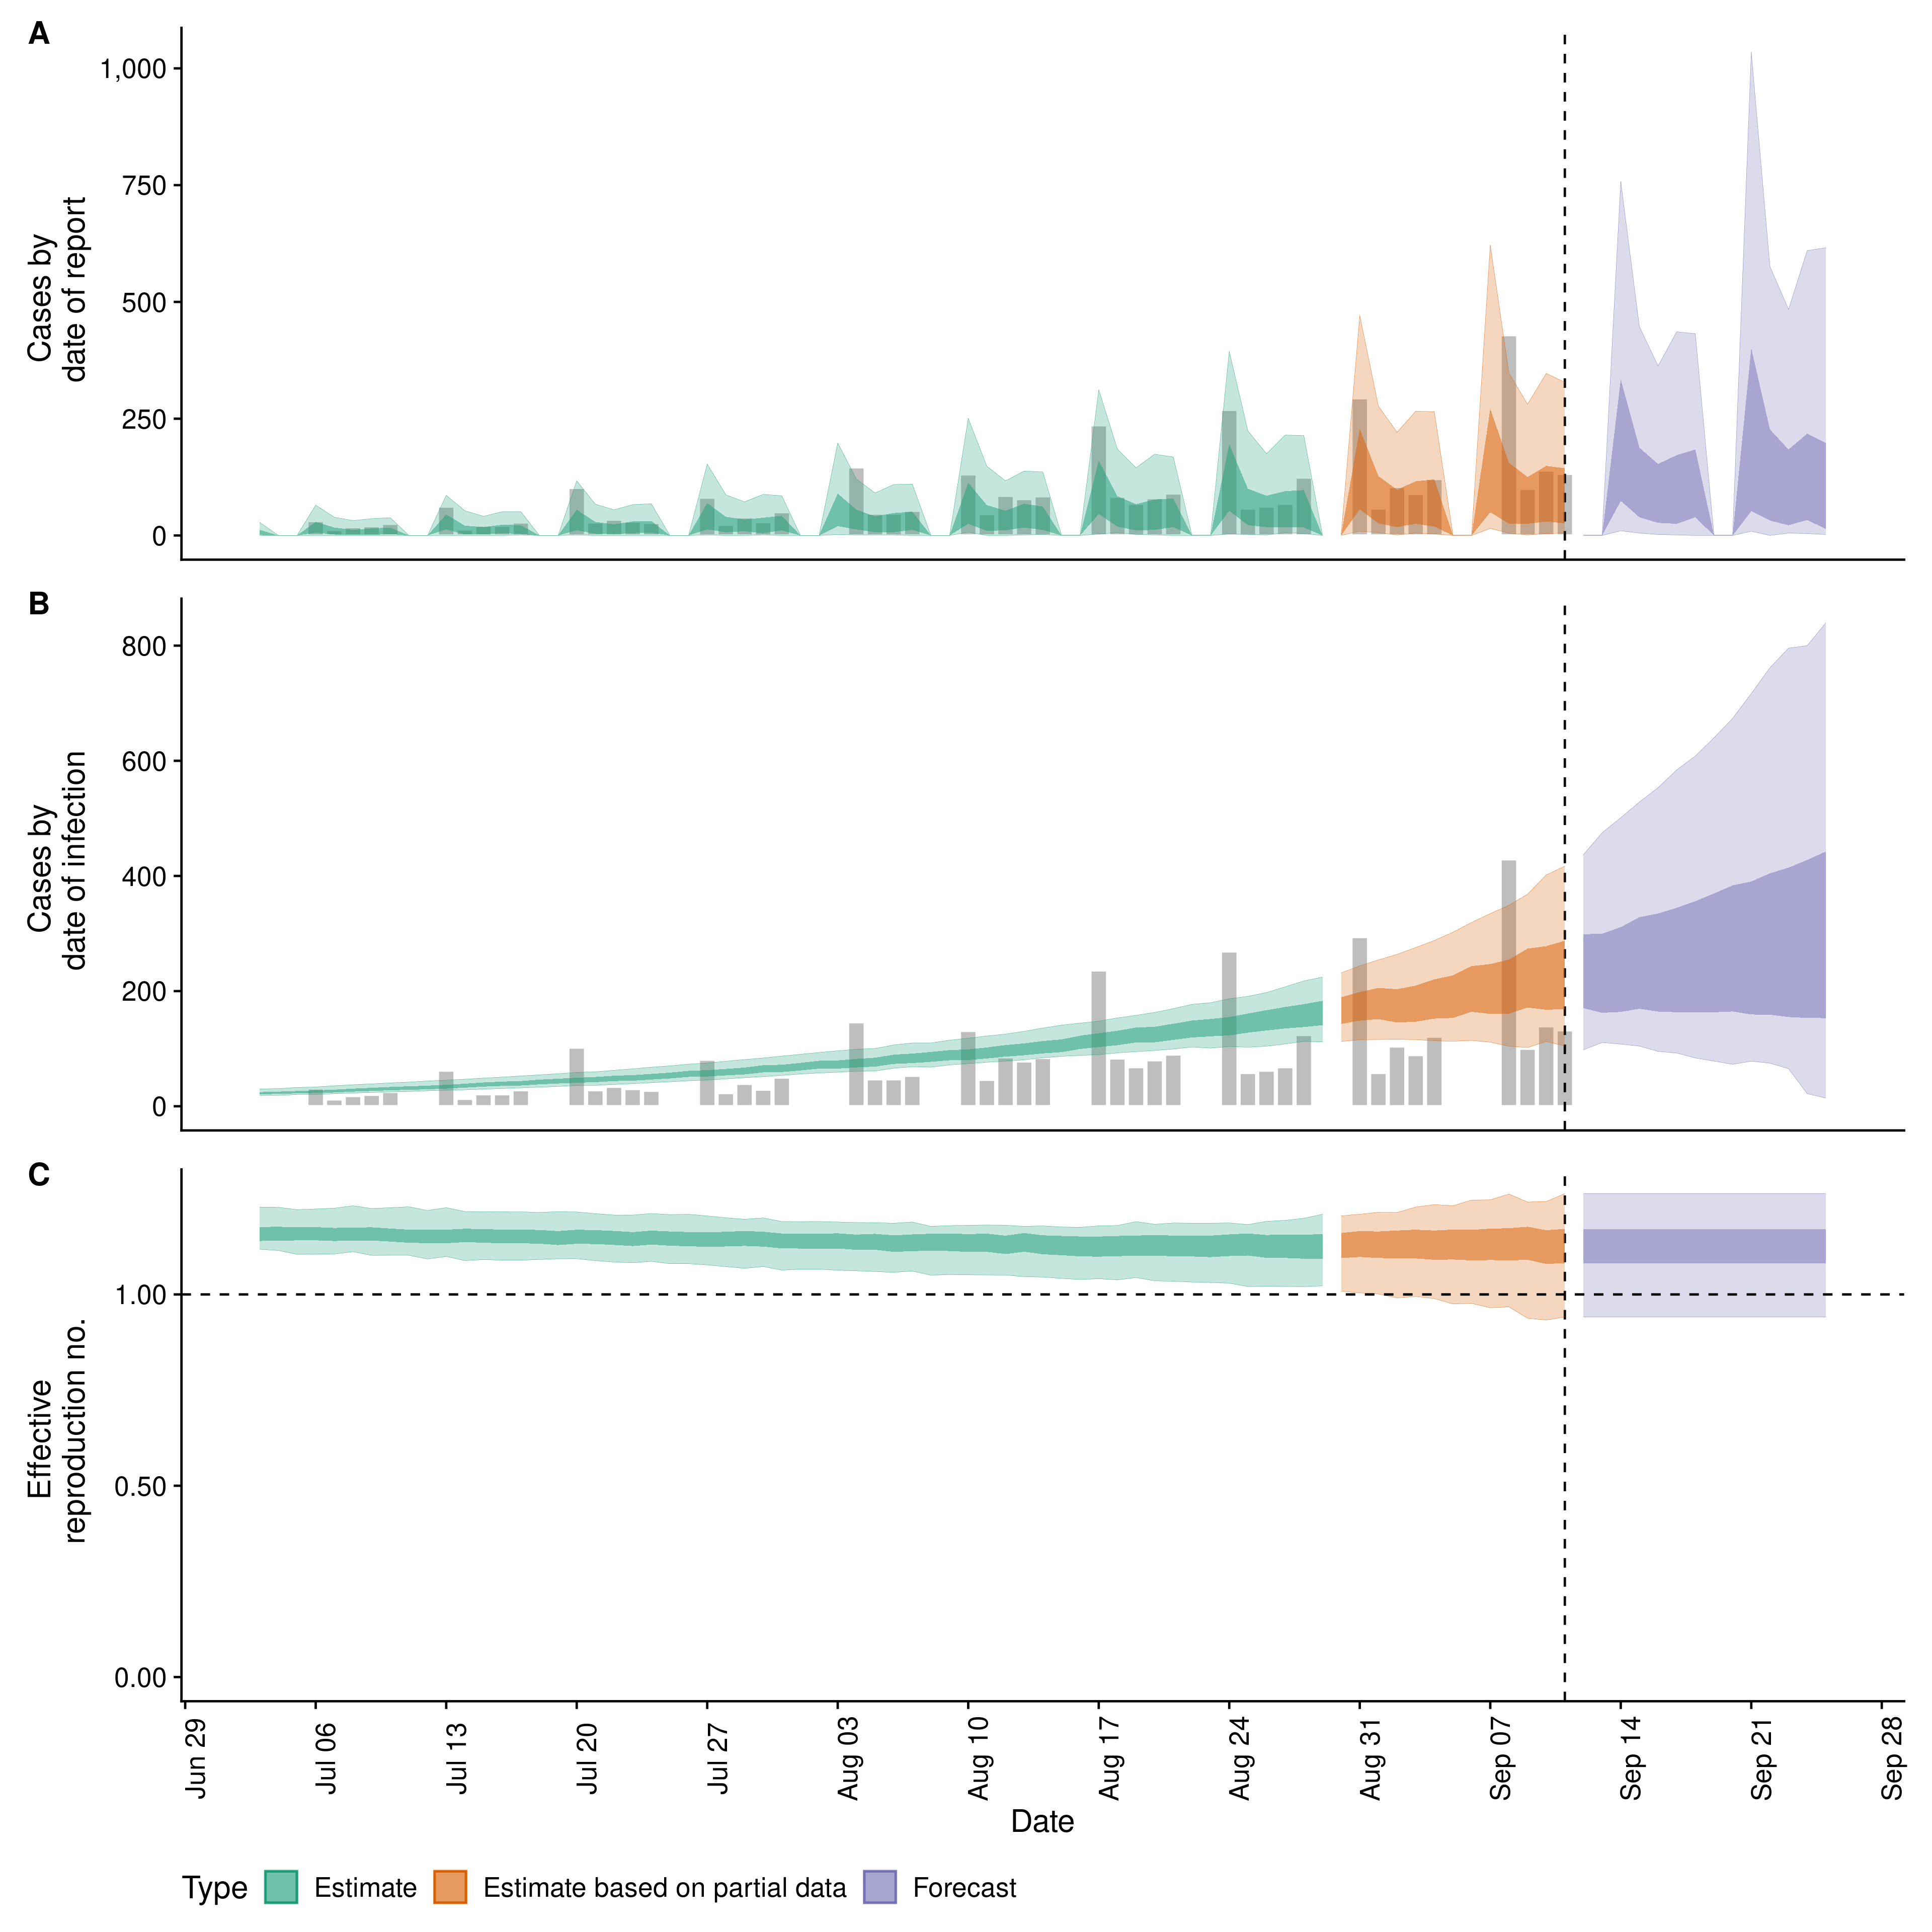 A
Cases by
date of report
1,000
750
500
250
0
B
Cases by
date of infection
800
600
400
200
0
C
Effective
reproduction no.
1.00
0.50
0.00
Jun 29
Jul 06
Jul 13
Jul 20
Jul 27
Aug 03
Aug 10
Aug 17
Aug 24
Aug 31
Sep 07
Sep 14
Sep 21
Sep 28
Date
Type Estimate Estimate based on partial data Forecast